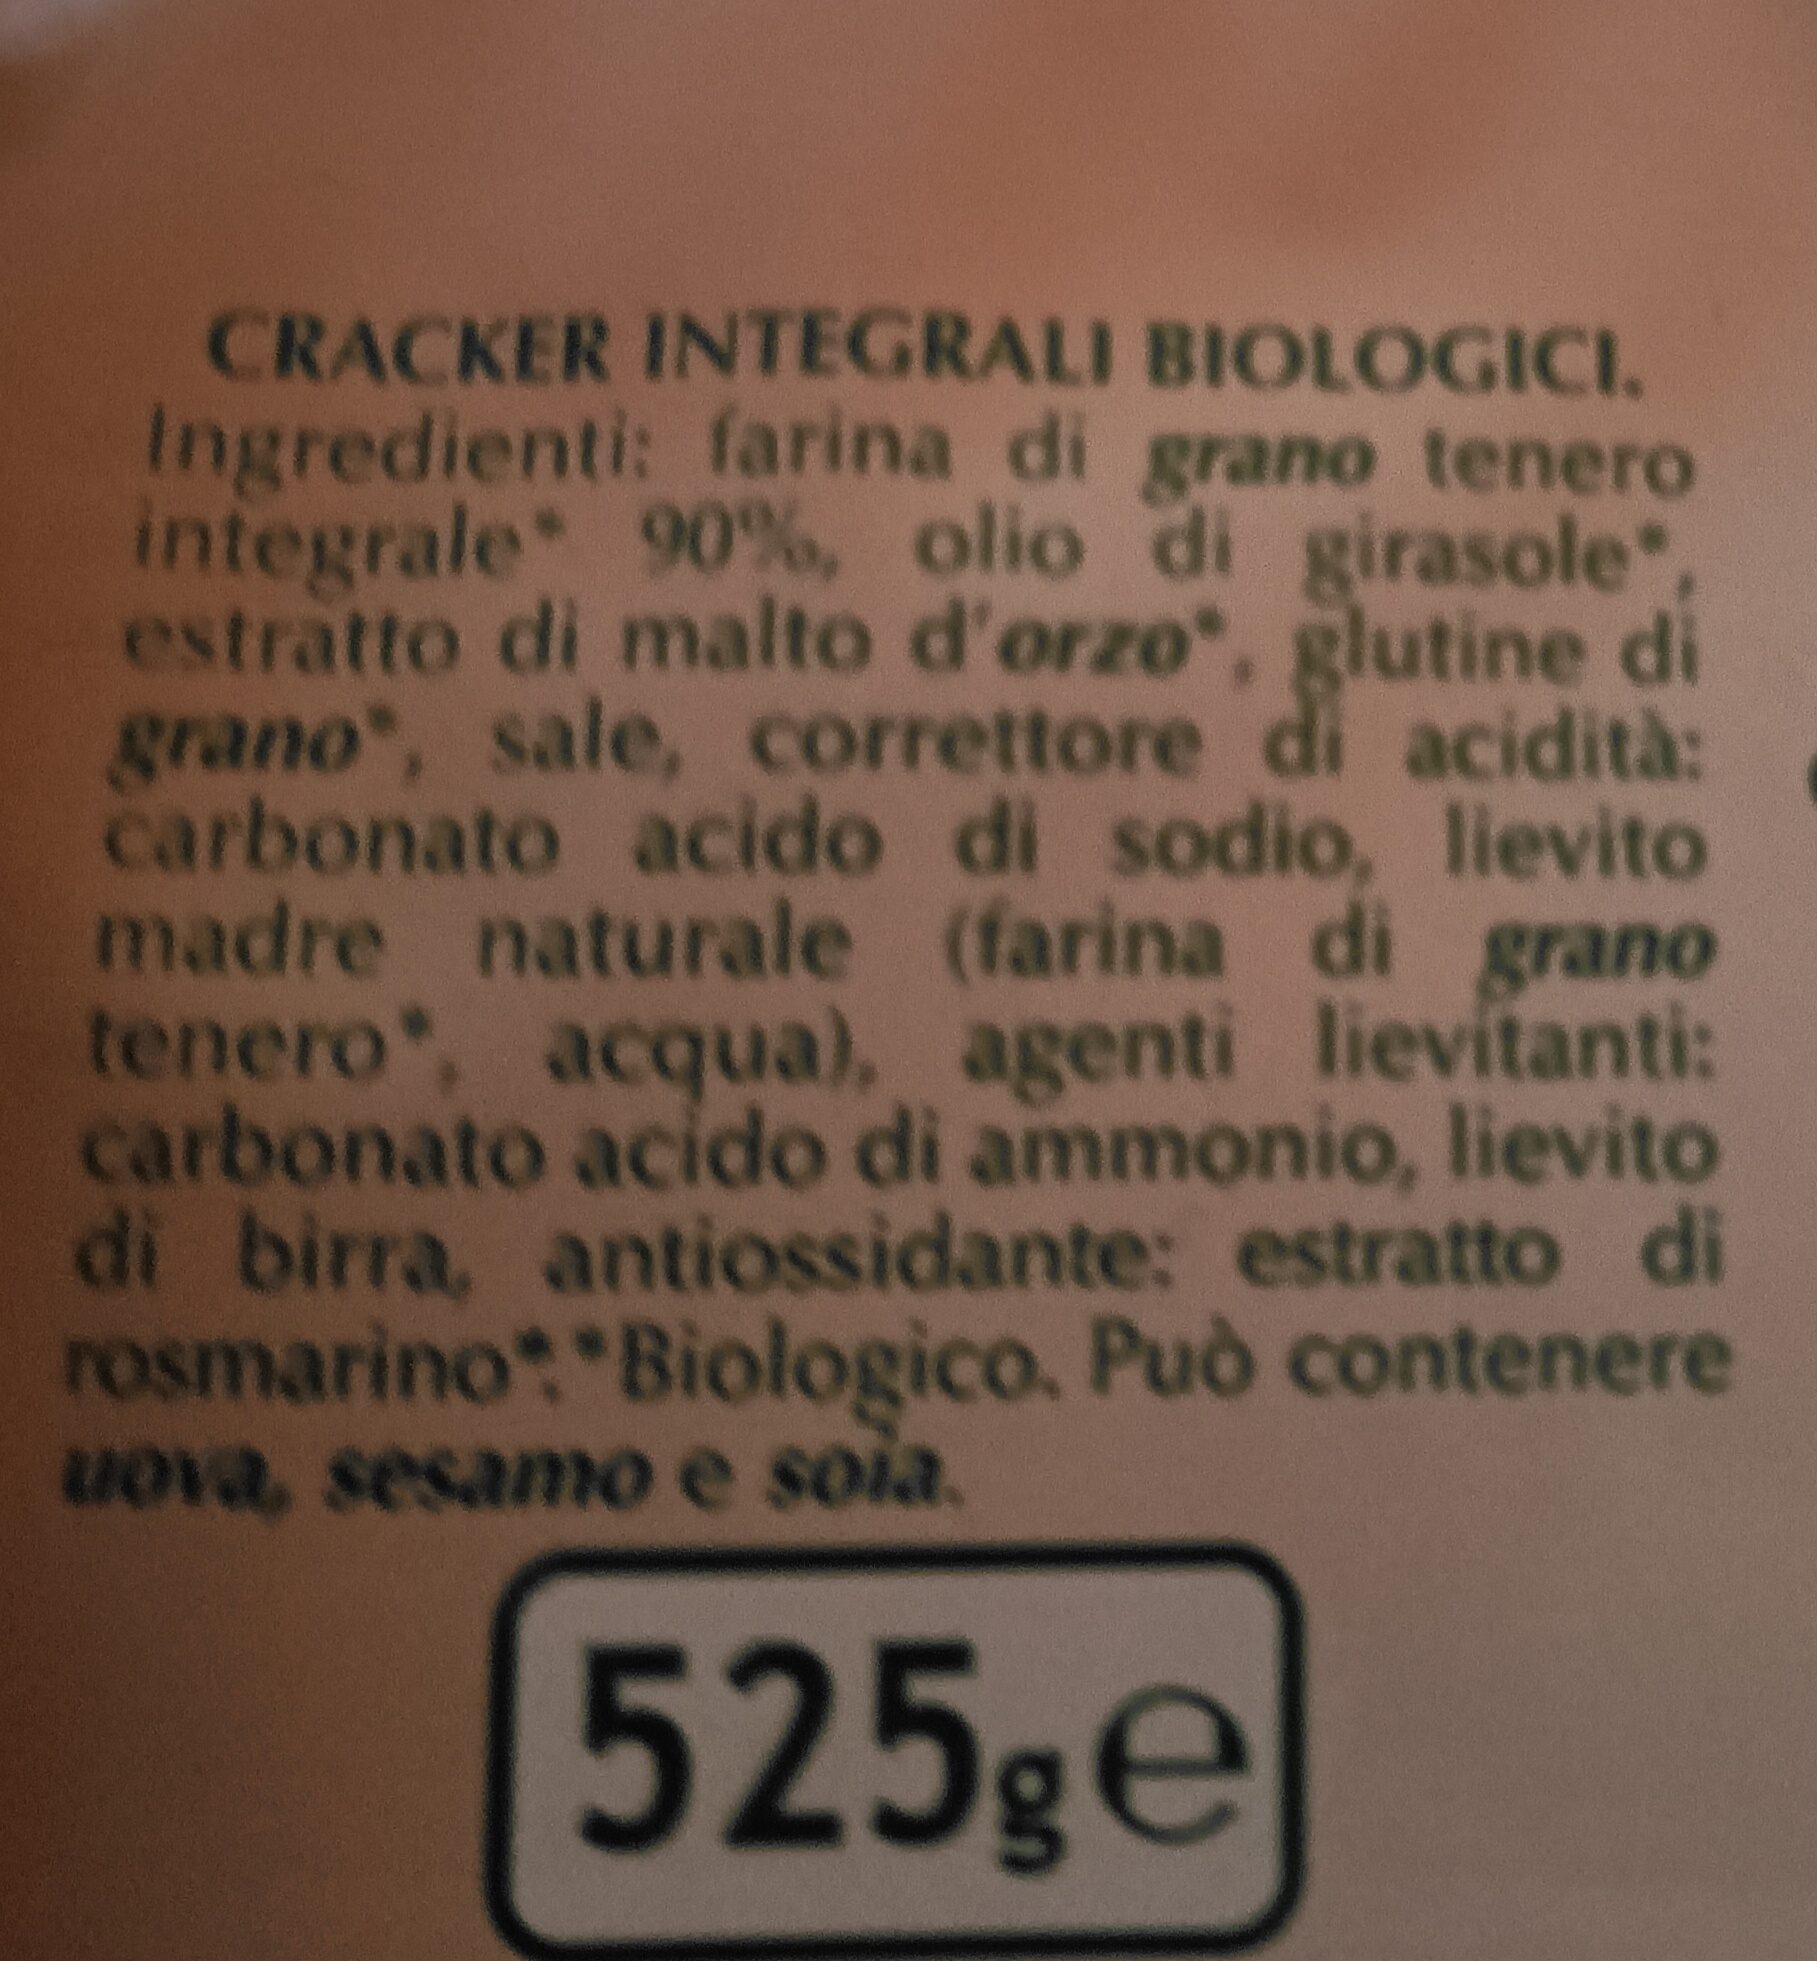 CRACKER INTEGRALI BIOLOGICI.
Ingredienti: farina di grano tenero
integrale* 90%, olio di girasole*,
estratto di malto d'orzo*, glutine di
grano*, sale, correttore di acidità:
carbonato acido di sodio, lievito
madre naturale (farina di grano
tenero*, acqua), agenti lievitanti:
carbonato acido di ammonio, lievito
di birra, antiossidante: estratto di
rosmarino*.*Biologico. Può contenere
uova, sesamo e soia.
525g e